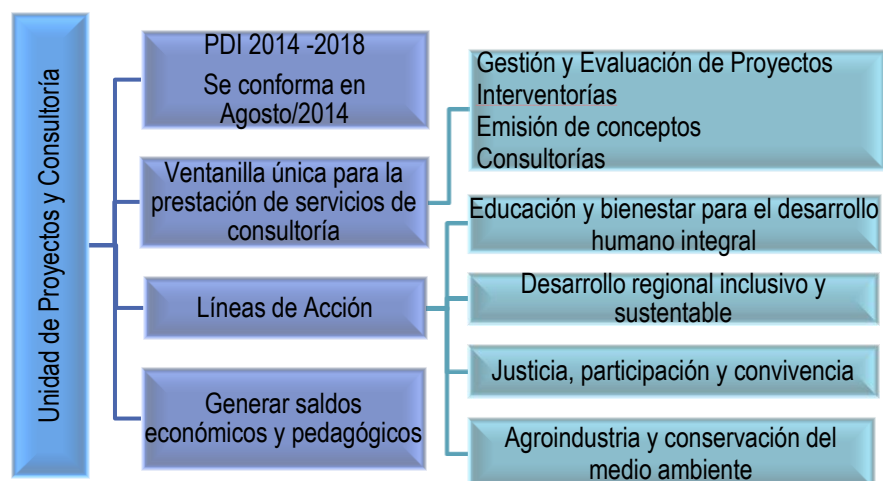 Unidad de Proyectos y Consultoría
PDI 2014 -2018
Se conforma en
Agosto/2014
Ventanilla única para la
prestación de servicios de
consultoría
Líneas de Acción
Generar saldos
económicos y pedagógicos
Gestión y Evaluación de Proyectos
Interventorías
Emisión de conceptos
Consultorías
Educación y bienestar para el desarrollo
humano integral
Desarrollo regional inclusivo y
sustentable
Justicia, participación y convivencia
Agroindustria y conservación del
medio ambiente